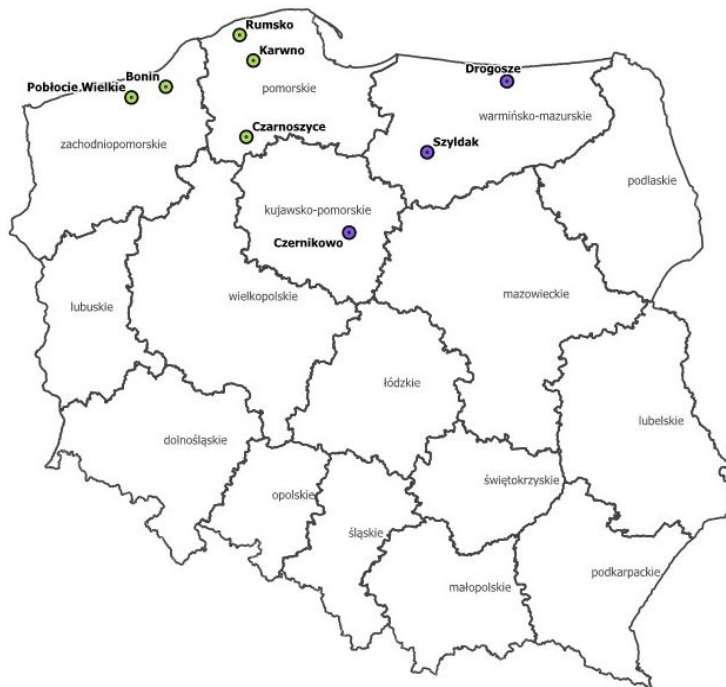 Rumsko
Karwno
Bonin
Drogosze
Pobłocie Wielkie
pomorskie
warmińsko-mazurskie
Czarnoszyce
Szyldak
zachodniopomorskie
podlaskie
kujawsko-pomorskie
Czernikowo
wielkopolskie
mazowieckie
lubuskie
łódzkie
lubelskie
dolnośląskie
świętokrzyskie
opolskie
śląskie
podkarpackie
małopolskie